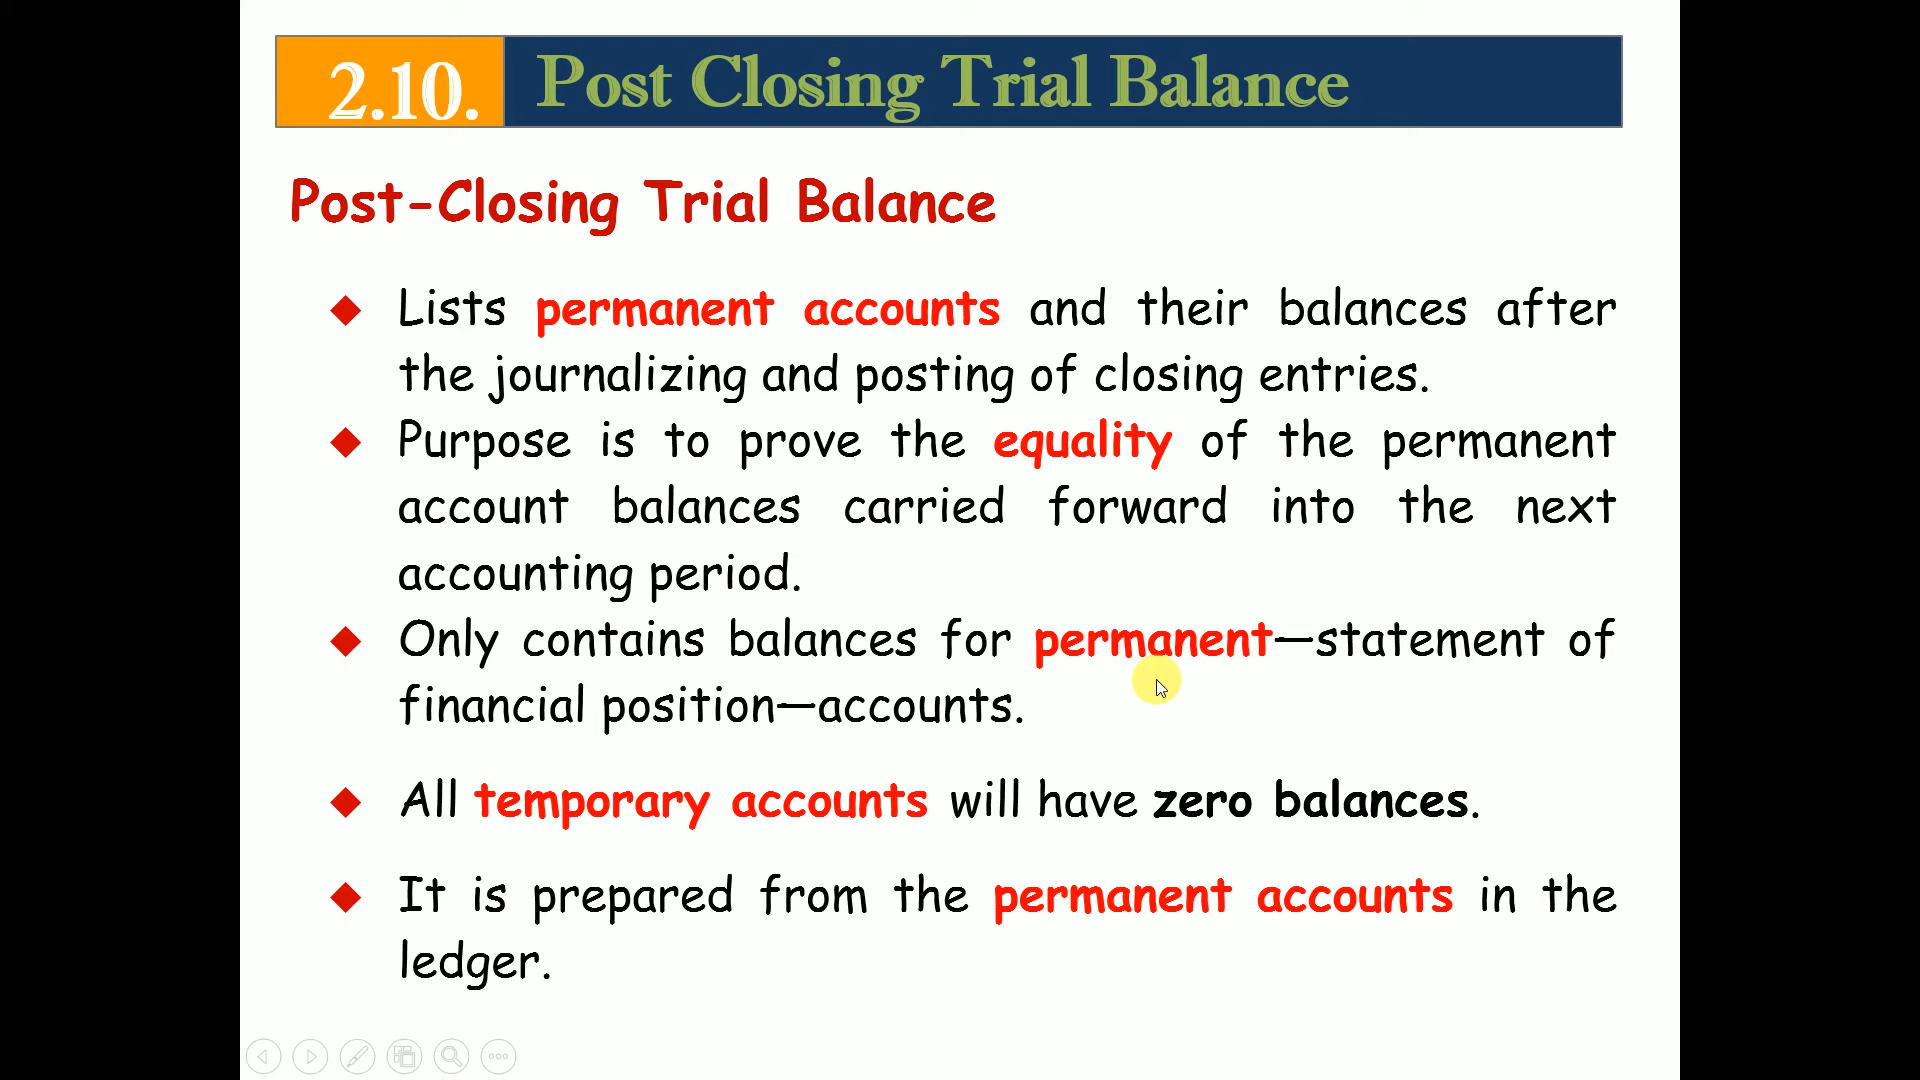 2.10. Post Closing Trial Balance
Post-Closing Trial Balance
Lists permanent accounts and their balances after
the journalizing and posting of closing entries.
Purpose is to prove the equality of the permanent
account balances carried forward into the next
accounting period.
Only contains balances for permanent—statement of
financial position—accounts.
All temporary accounts will have zero balances.
It is prepared from the permanent accounts in the
ledger.